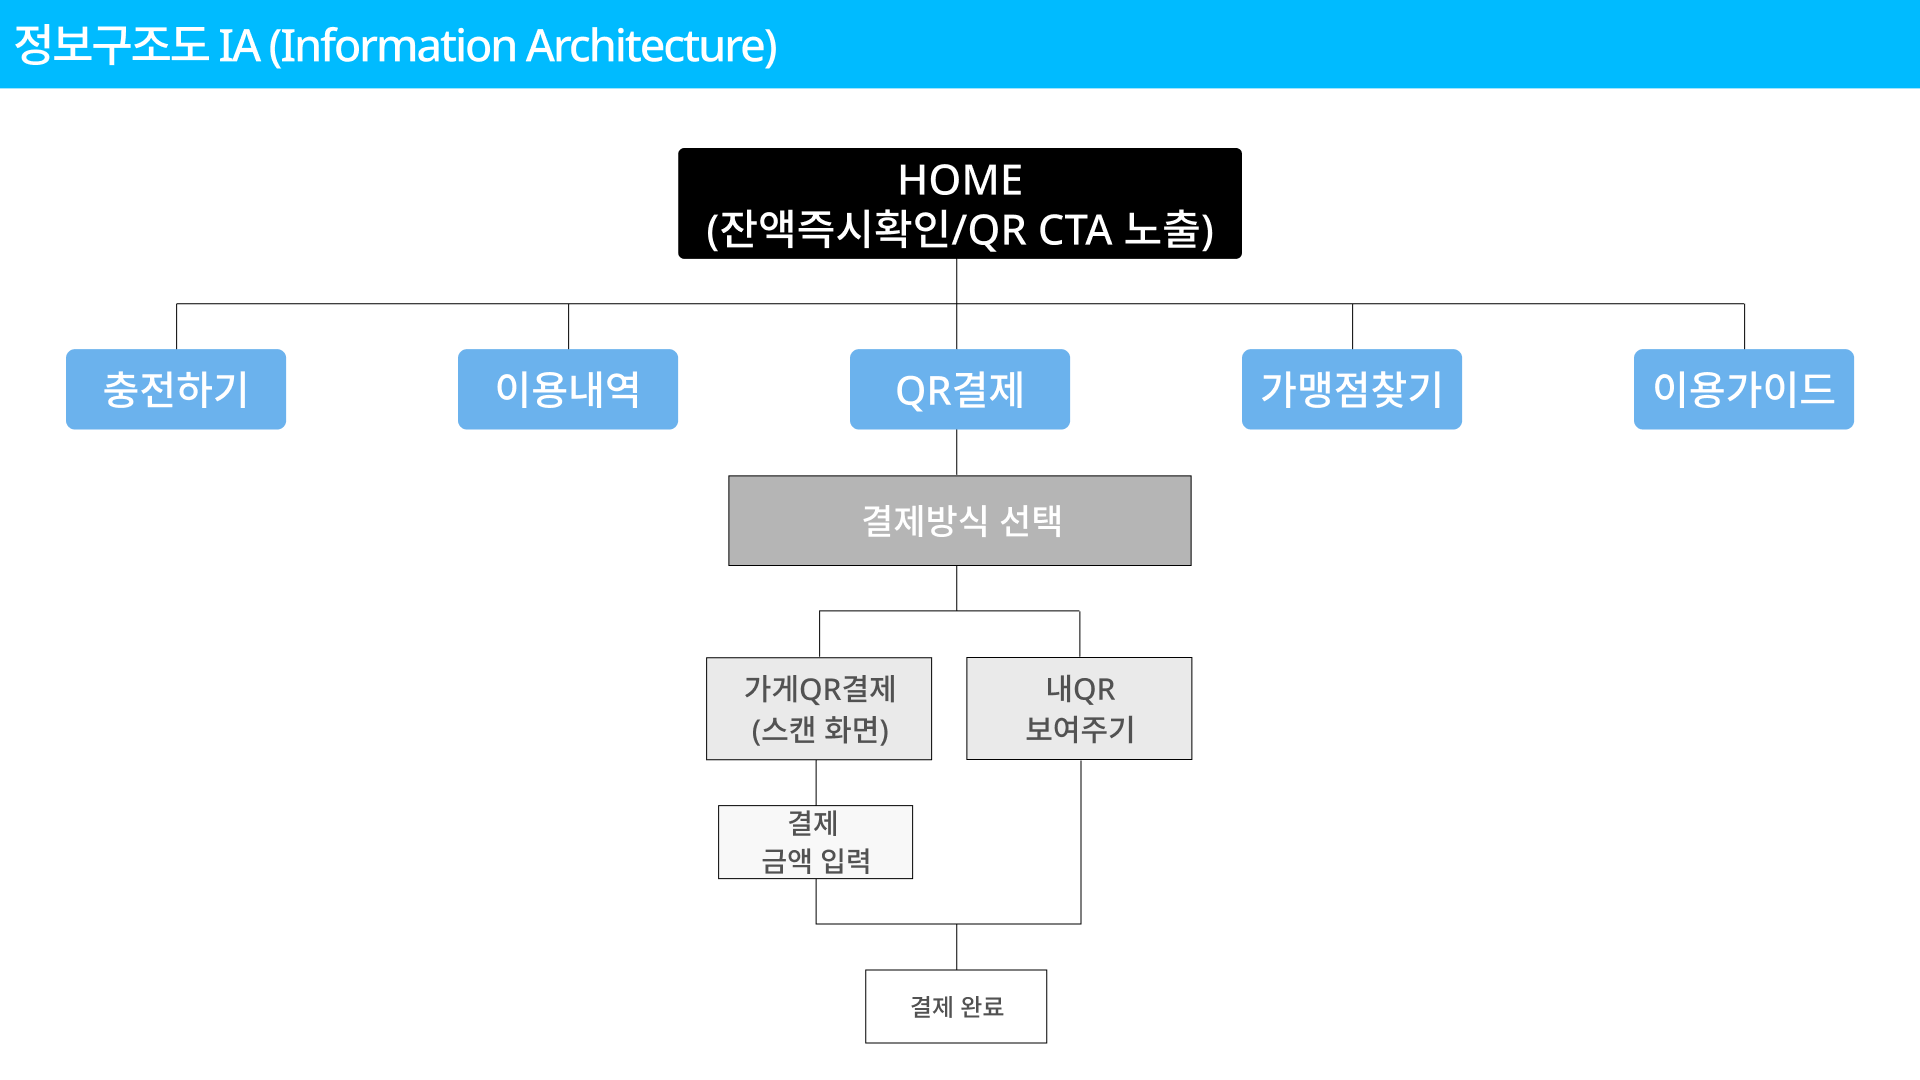 정보구조도 IA (Information Architecture)
HOME
(잔액즉시확인/QR CTA 노출)
충전하기
이용내역
QR결제
가맹점찾기
이용가이드
결제방식 선택
가게QR결제
(스캔 화면)
내QR
보여주기
결제
금액 입력
결제 완료